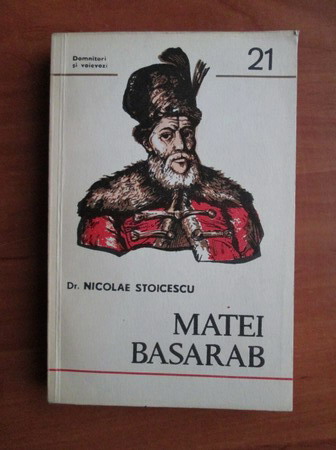 Domnitori
și voievozi
21
Dr. NICOLAE STOICESCU
MATEI
BASARAB